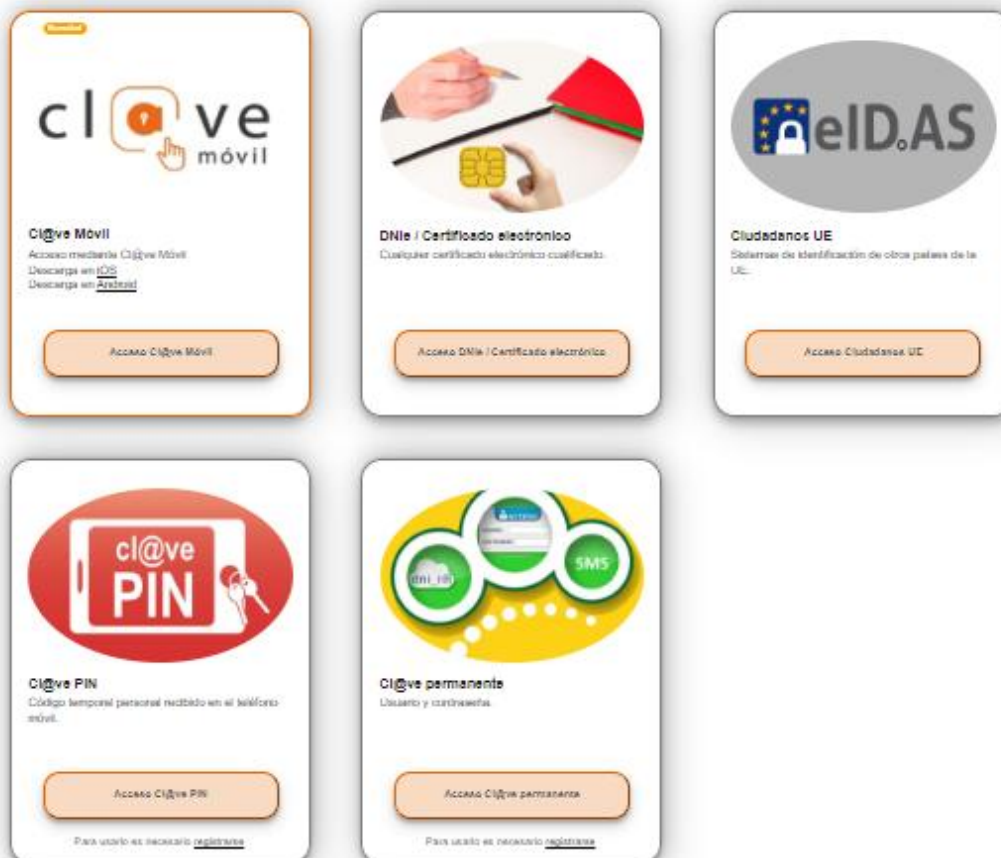 Novedad
cl@ve
móvil
Cl@ve Móvil
Acceso mediante Cl@ve Móvil
Descarga en iOS
Descarga en Android
Acceso Cl@ve Móvil
DNIe / Certificado electrónico
Cualquier certificado electrónico cualificado.
Acceso DNIe / Certificado electrónico
eID.AS
Ciudadanos UE
Sistemas de identificación de otros países de la
UE.
Acceso Ciudadanos UE
cl@ve
PIN
Cl@ve PIN
Código temporal personal recibido en el teléfono
móvil.
Acceso Cl@ve PIN
Para usarlo es necesario registrarse
SMS
Cl@ve permanente
Usuario y contraseña.
Acceso Cl@ve permanente
Para usarlo es necesario registrarse